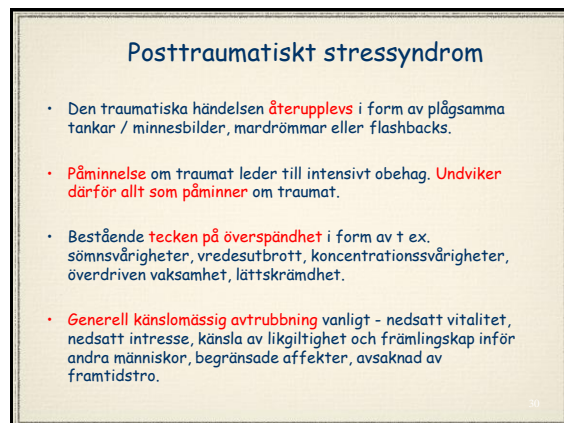 Posttraumatiskt stressyndrom
• Den traumatiska händelsen återupplevs i form av plågsamma
tankar / minnesbilder, mardrömmar eller flashbacks.
• Påminnelse om traumat leder till intensivt obehag. Undviker
därför allt som påminner om traumat.
• Bestående tecken på överspändhet i form av t ex.
sömnsvårigheter, vredesutbrott, koncentrationssvårigheter,
överdriven vaksamhet, lättskrämdhet.
• Generell känslomässig avtrubbning vanligt - nedsatt vitalitet,
nedsatt intresse, känsla av likgiltighet och främlingskap inför
andra människor, begränsade affekter, avsaknad av
framtidstro.
30